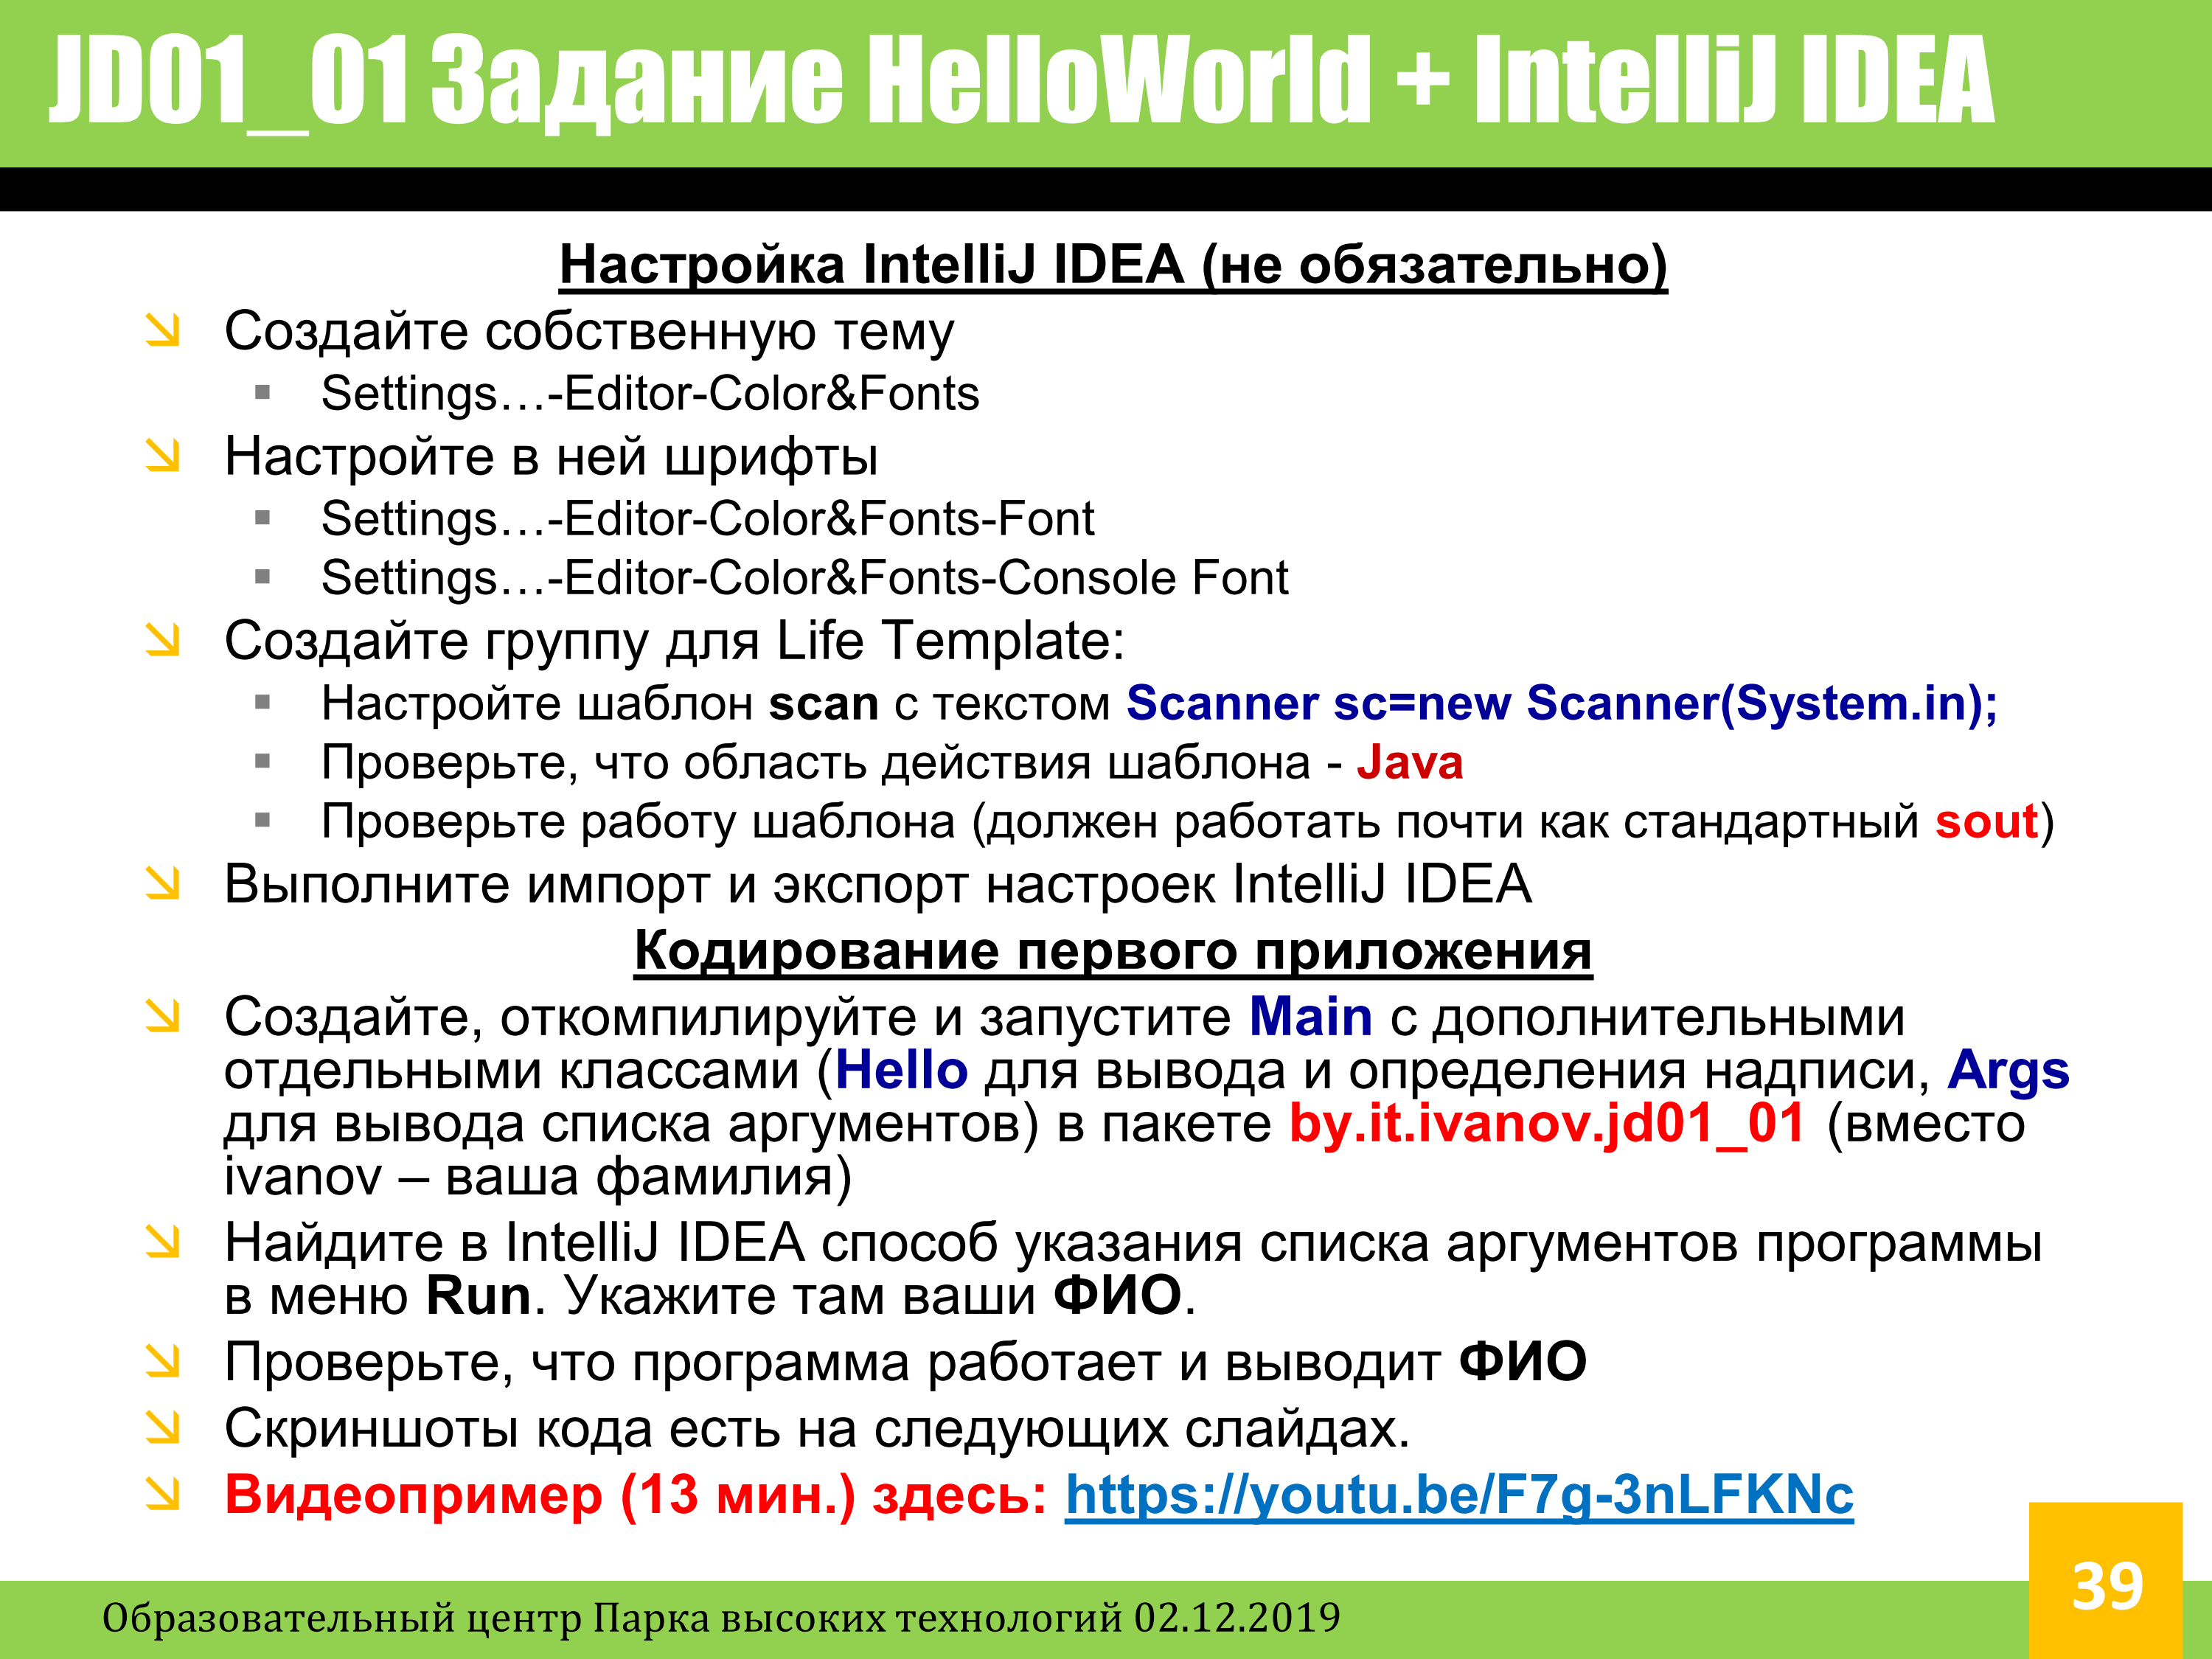 JD01_01 Задание HelloWorld + IntelliJ IDEA
Настройка IntelliJ IDEA (не обязательно)
Создайте собственную тему
Settings…-Editor-Color&Fonts
Настройте в ней шрифты
Settings…-Editor-Color&Fonts-Font
Settings…-Editor-Color&Fonts-Console Font
Создайте группу для Life Template:
Настройте шаблон scan с текстом Scanner sc=new Scanner(System.in);
Проверьте, что область действия шаблона - Java
Проверьте работу шаблона (должен работать почти как стандартный sout)
Выполните импорт и экспорт настроек IntelliJ IDEA
Кодирование первого приложения
Создайте, откомпилируйте и запустите Main с дополнительными
отдельными классами (Hello для вывода и определения надписи, Args
для вывода списка аргументов) в пакете by.it.ivanov.jd01_01 (вместо
ivanov – ваша фамилия)
Найдите в IntelliJ IDEA способ указания списка аргументов программы
в меню Run. Укажите там ваши ФИО.
Проверьте, что программа работает и выводит ФИО
Скриншоты кода есть на следующих слайдах.
Видеопример (13 мин.) здесь: https://youtu.be/F7g-3nLFKNc
39
Образовательный центр Парка высоких технологий 02.12.2019